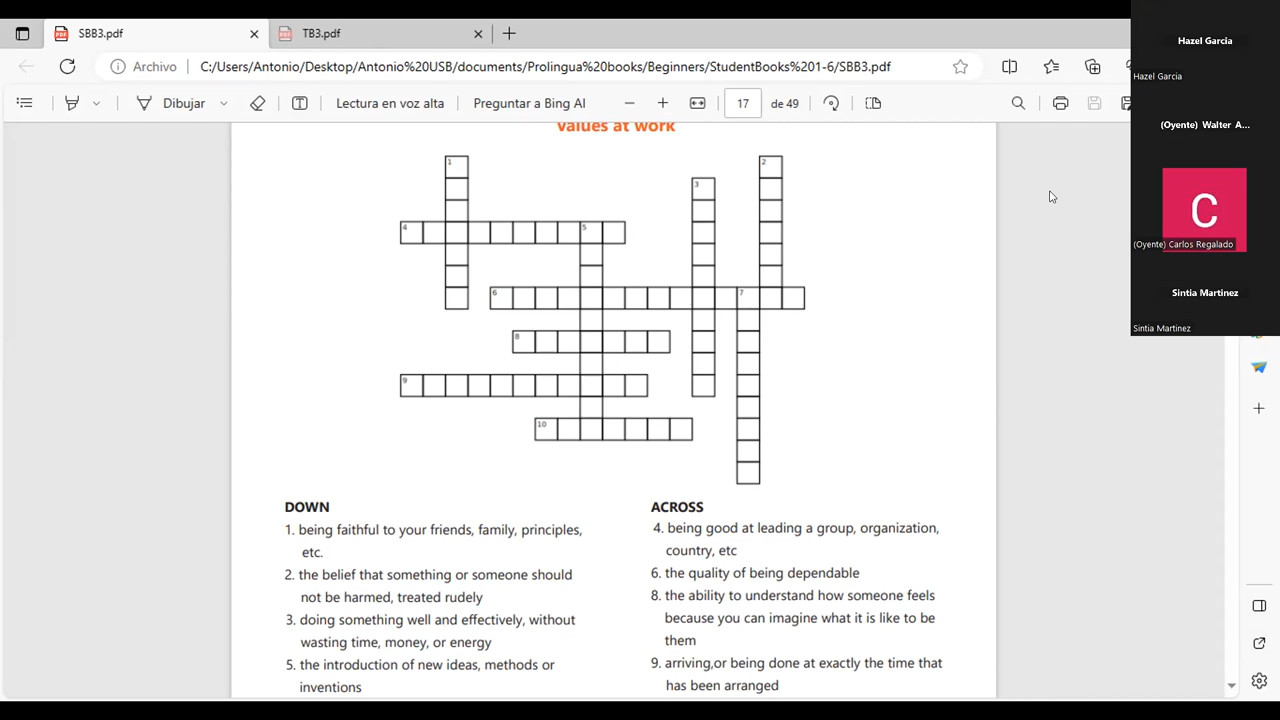 SBB3.pdf
TB3.pdf
Archivo
C:/Users/Antonio/Desktop/Antonio%20USB/documents/Prolingua%20books/Beginners/StudentBooks%201-6/SBB3.pdf
Dibujar
Lectura en voz alta
Preguntar a Bing AI
17
de 49
Hazel Garcia
Hazel Garcia
(Oyente) Walter A...
C
(Oyente) Carlos Regalado
Sintia Martinez
Sintia Martinez
Values at work
1
2
3
4
5
6
7
8
9
10
DOWN
1. being faithful to your friends, family, principles,
etc.
2. the belief that something or someone should
not be harmed, treated rudely
3. doing something well and effectively, without
wasting time, money, or energy
5. the introduction of new ideas, methods or
inventions
ACROSS
4. being good at leading a group, organization,
country, etc
6. the quality of being dependable
8. the ability to understand how someone feels
because you can imagine what it is like to be
them
9. arriving,or being done at exactly the time that
has been arranged